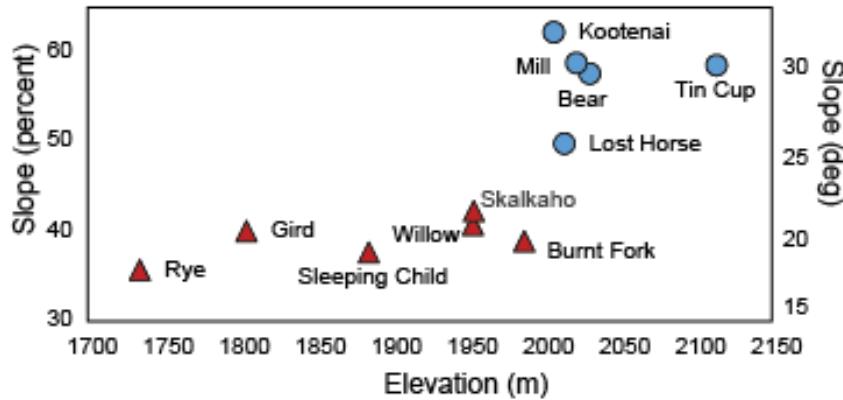 Kootenai
Mill
Bear
Tin Cup
Lost Horse
Skalkaho
Willow
Gird
Burnt Fork
Sleeping Child
Rye
Slope (percent)
60
50
40
30
Slope (deg)
30
25
20
15
1700 1750 1800 1850 1900 1950 2000 2050 2100 2150
Elevation (m)